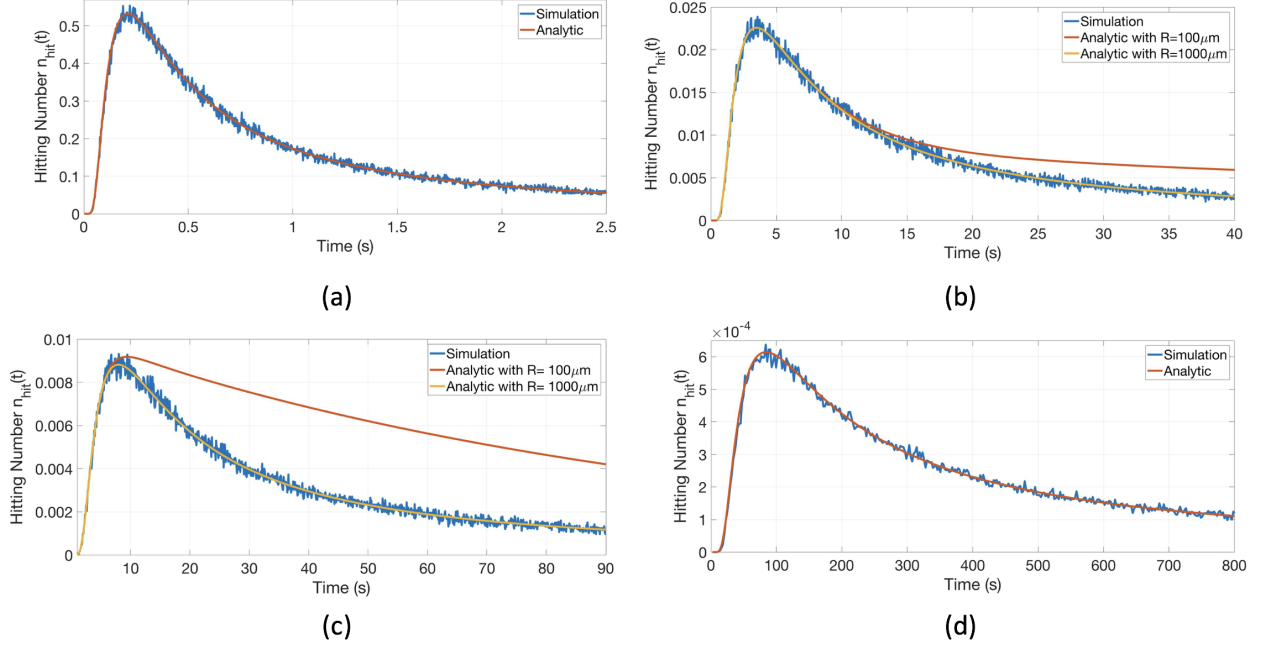 0.5
0.4
0.3
0.2
0.1
0
0 0.5 1 1.5 2 2.5
Hitting Number n_hit(t)
Time (s)
Simulation
Analytic
(a)
0.025
0.02
0.015
0.01
0.005
0
0 5 10 15 20 25 30 35 40
Hitting Number n_hit(t)
Time (s)
Simulation
Analytic with R=100μm
Analytic with R=1000μm
(b)
0.01
0.008
0.006
0.004
0.002
0
10 20 30 40 50 60 70 80 90
Hitting Number n_hit(t)
Time (s)
Simulation
Analytic with R= 100μm
Analytic with R= 1000μm
(c)
×10⁻⁴
6
5
4
3
2
1
0
0 100 200 300 400 500 600 700 800
Hitting Number n_hit(t)
Time (s)
Simulation
Analytic
(d)